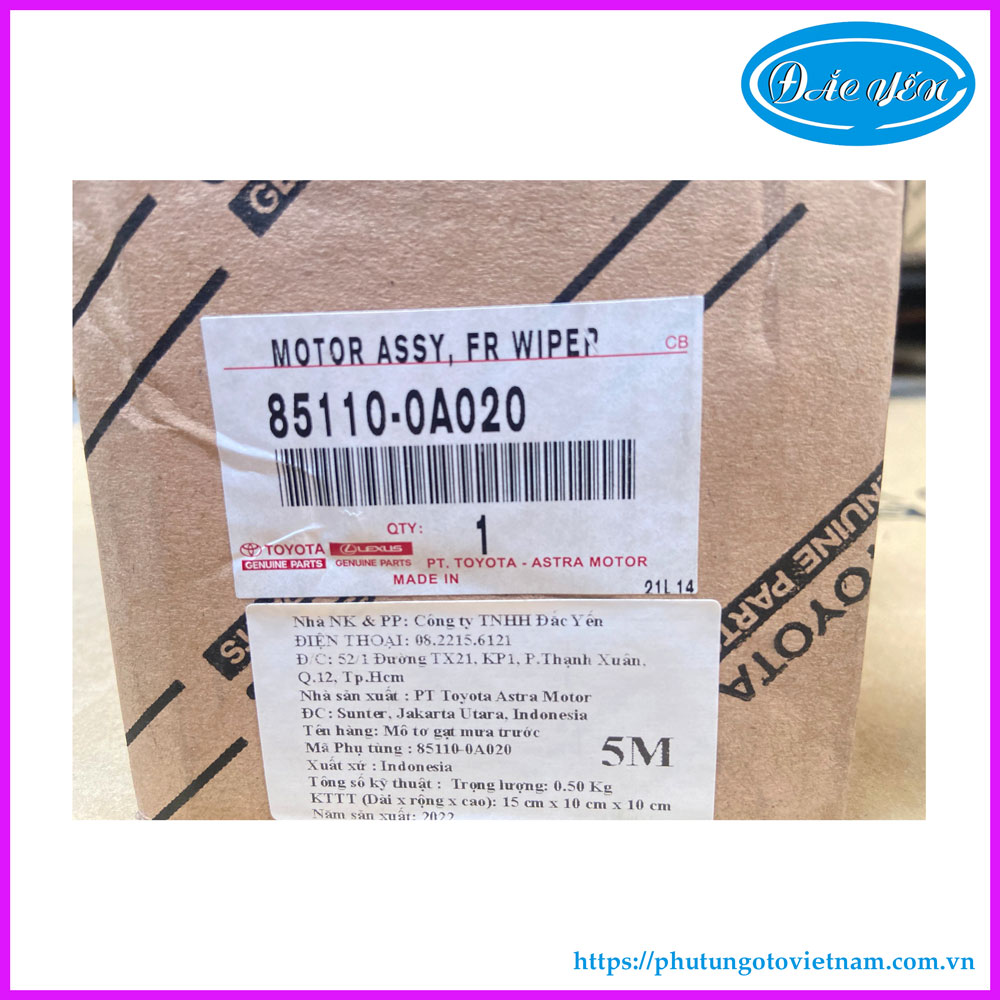 ĐẮC YẾN
MOTOR ASSY, FR WIPER
CB
85110-0A020
QTY: 1
TOYOTA
GENUINE PARTS
LEXUS
GENUINE PARTS
PT. TOYOTA - ASTRA MOTOR
MADE IN
21L 14
GENUINE PARTS
TOYOTA
Nhà NK & PP: Công ty TNHH Đắc Yến
ĐIỆN THOẠI: 08.2215.6121
Đ/C: 52/1 Đường TX21, KP1, P.Thạnh Xuân,
Q.12, Tp.Hcm
Nhà sản xuất : PT Toyota Astra Motor
ĐC : Sunter, Jakarta Utara, Indonesia
Tên hàng: Mô tơ gạt mưa trước
Mã Phụ tùng : 85110-0A020
Xuất xứ : Indonesia
5M
Tổng số kỹ thuật : Trọng lượng: 0.50 Kg
KTTT (Dài x rộng x cao): 15 cm x 10 cm x 10 cm
Năm sản xuất: 2022
https://phutungotovietnam.com.vn